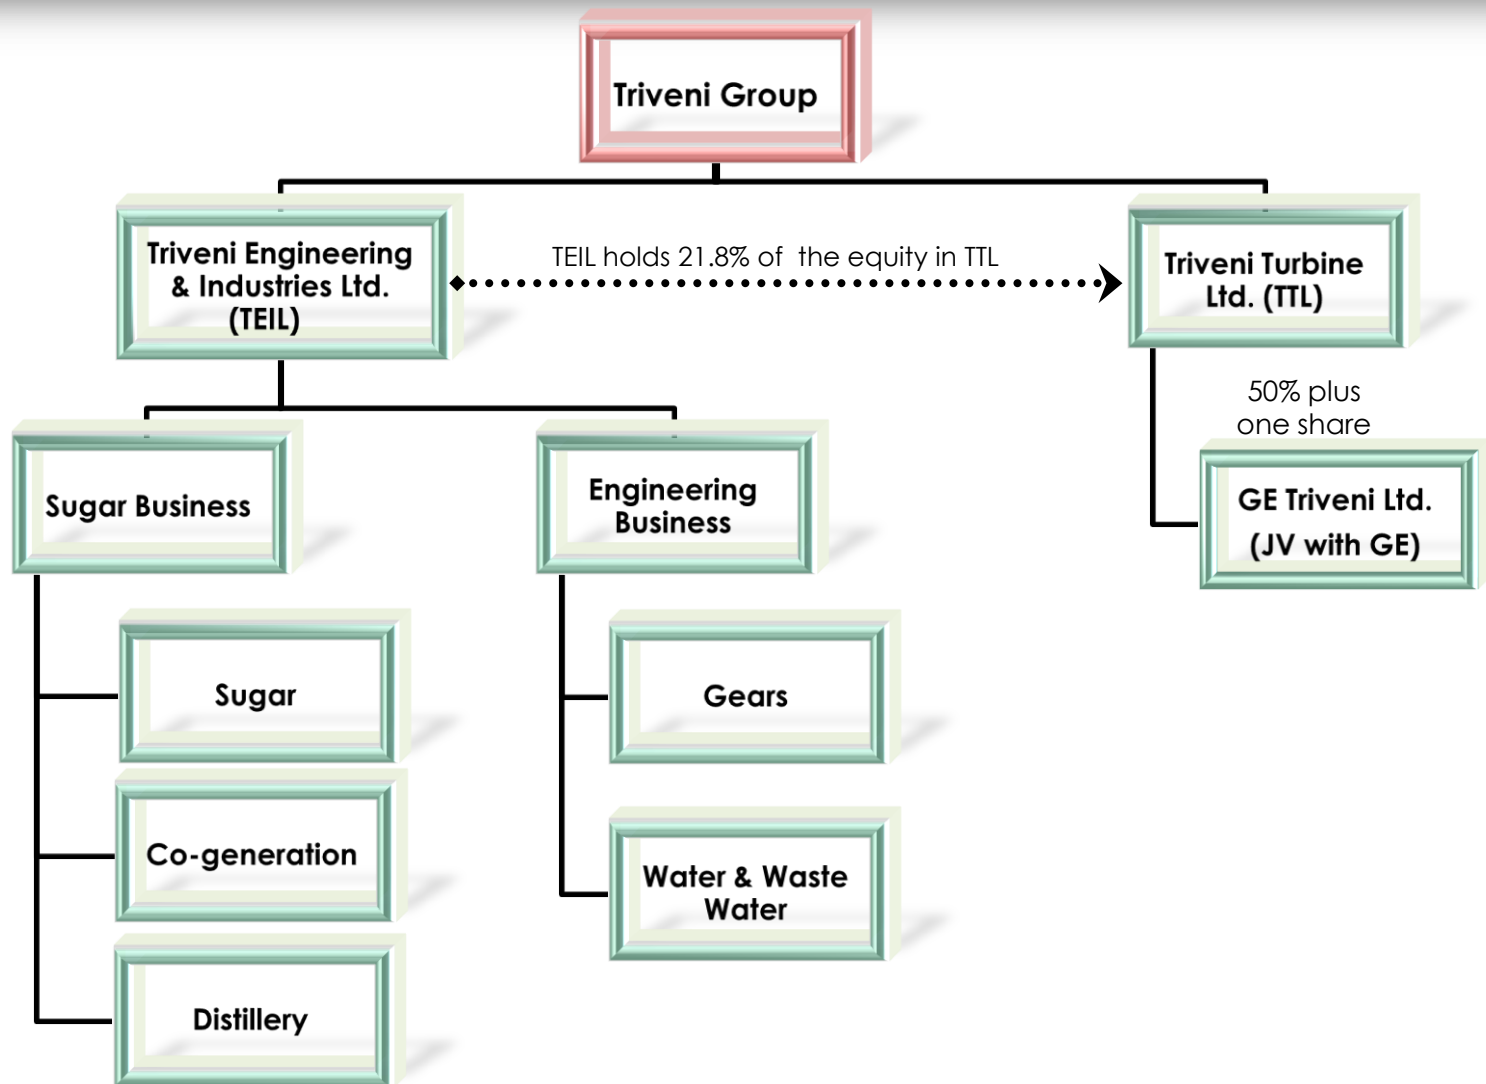 Triveni Group
Triveni Engineering
& Industries Ltd.
(TEIL)
TEIL holds 21.8% of the equity in TTL
Triveni Turbine
Ltd. (TTL)
50% plus
one share
GE Triveni Ltd.
(JV with GE)
Sugar Business
Engineering
Business
Sugar
Gears
Co-generation
Water & Waste
Water
Distillery